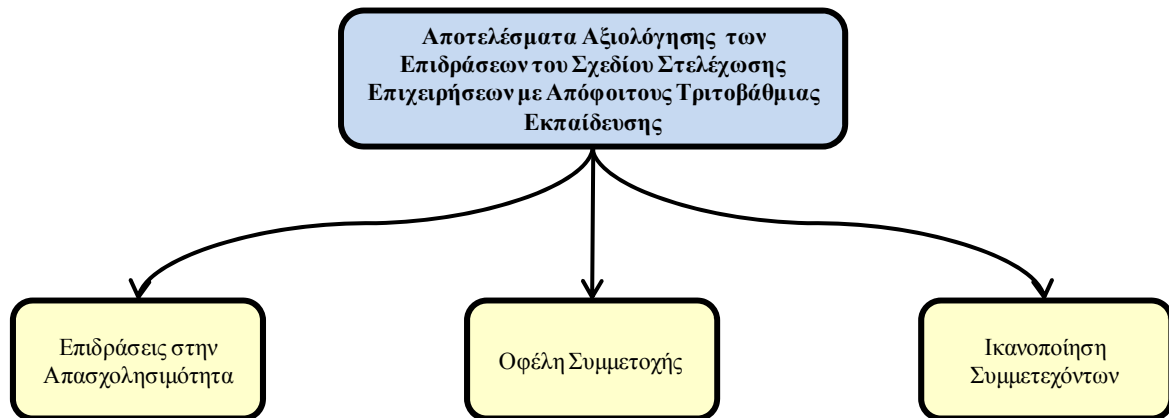 Αποτελέσματα Αξιολόγησης των
Επιδράσεων του Σχεδίου Στελέχωσης
Επιχειρήσεων με Απόφοιτους Τριτοβάθμιας
Εκπαίδευσης
Επιδράσεις στην
Απασχολησιμότητα
Οφέλη Συμμετοχής
Ικανοποίηση
Συμμετεχόντων